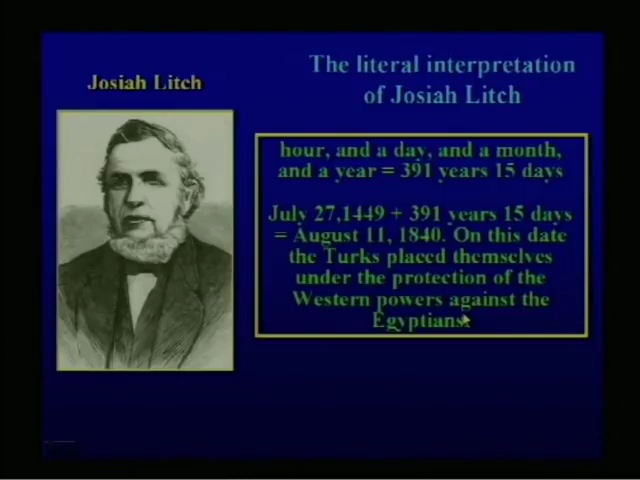 Josiah Litch
The literal interpretation
of Josiah Litch
hour, and a day, and a month,
and a year = 391 years 15 days
July 27,1449 + 391 years 15 days
= August 11, 1840. On this date
the Turks placed themselves
under the protection of the
Western powers against the
Egyptians.